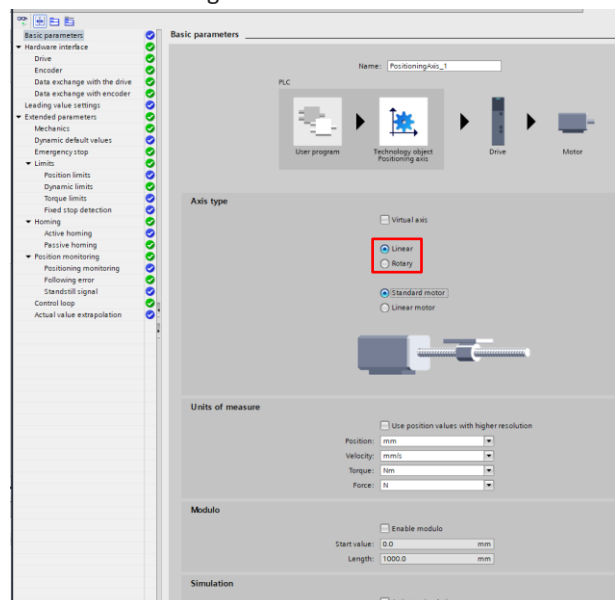 Basic parameters
Hardware interface
Drive
Encoder
Data exchange with the drive
Data exchange with encoder
Leading value settings
Extended parameters
Mechanics
Dynamic default values
Emergency stop
Limits
Position limits
Dynamic limits
Torque limits
Fixed stop detection
Homing
Active homing
Passive homing
Position monitoring
Positioning monitoring
Following error
Standstill signal
Control loop
Actual value extrapolation
Basic parameters
Name: PositioningAxis_1
PLC
User program
Technology object
Positioning axis
Drive
Motor
Axis type
Virtual axis
Linear
Rotary
Standard motor
Linear motor
Units of measure
Use position values with higher resolution
Position: mm
Velocity: mm/s
Torque: Nm
Force: N
Modulo
Enable modulo
Start value: 0.0 mm
Length: 1000.0 mm
Simulation